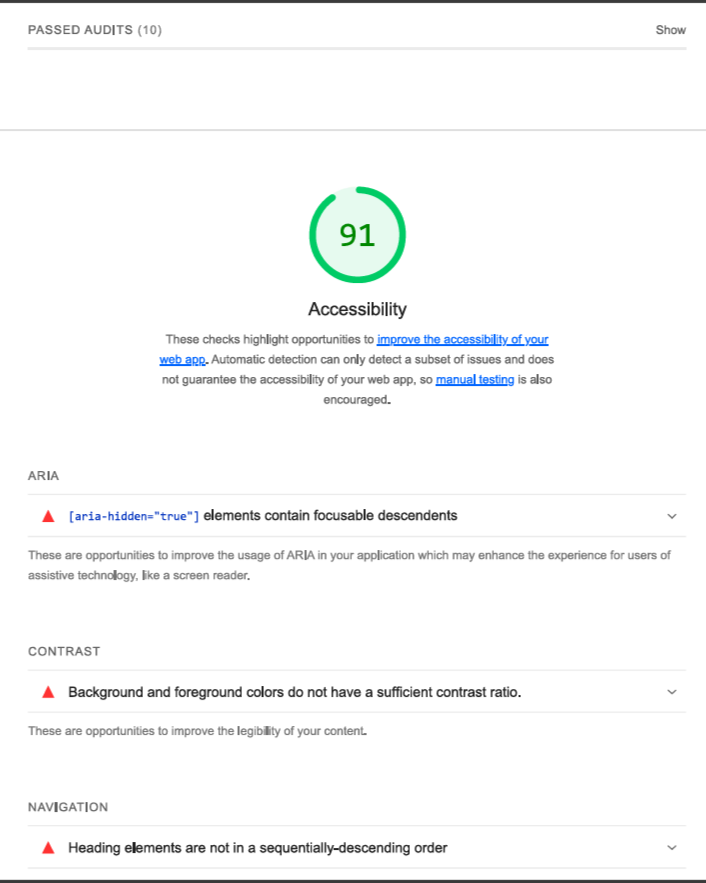 PASSED AUDITS (10)
Show
91
Accessibility
These checks highlight opportunities to improve the accessibility of your
web app. Automatic detection can only detect a subset of issues and does
not guarantee the accessibility of your web app, so manual testing is also
encouraged.
ARIA
[aria-hidden="true"] elements contain focusable descendents
These are opportunities to improve the usage of ARIA in your application which may enhance the experience for users of
assistive technology, like a screen reader.
CONTRAST
Background and foreground colors do not have a sufficient contrast ratio.
These are opportunities to improve the legibility of your content.
NAVIGATION
Heading elements are not in a sequentially-descending order